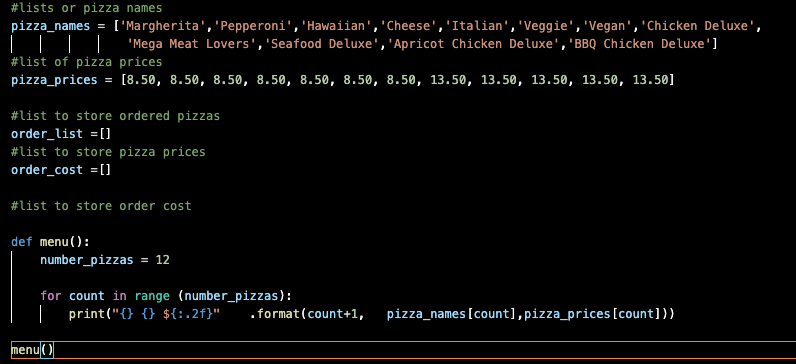 #lists or pizza names
pizza_names = ['Margherita','Pepperoni','Hawaiian','Cheese','Italian','Veggie','Vegan','Chicken Deluxe',
'Mega Meat Lovers','Seafood Deluxe','Apricot Chicken Deluxe','BBQ Chicken Deluxe']
#list of pizza prices
pizza_prices = [8.50, 8.50, 8.50, 8.50, 8.50, 8.50, 8.50, 13.50, 13.50, 13.50, 13.50, 13.50]
#list to store ordered pizzas
order_list =[]
#list to store pizza prices
order_cost =[]
#list to store order cost
def menu():
    number_pizzas = 12
    for count in range (number_pizzas):
        print("{} {} ${:.2f}"    .format(count+1,   pizza_names[count],pizza_prices[count]))
menu()